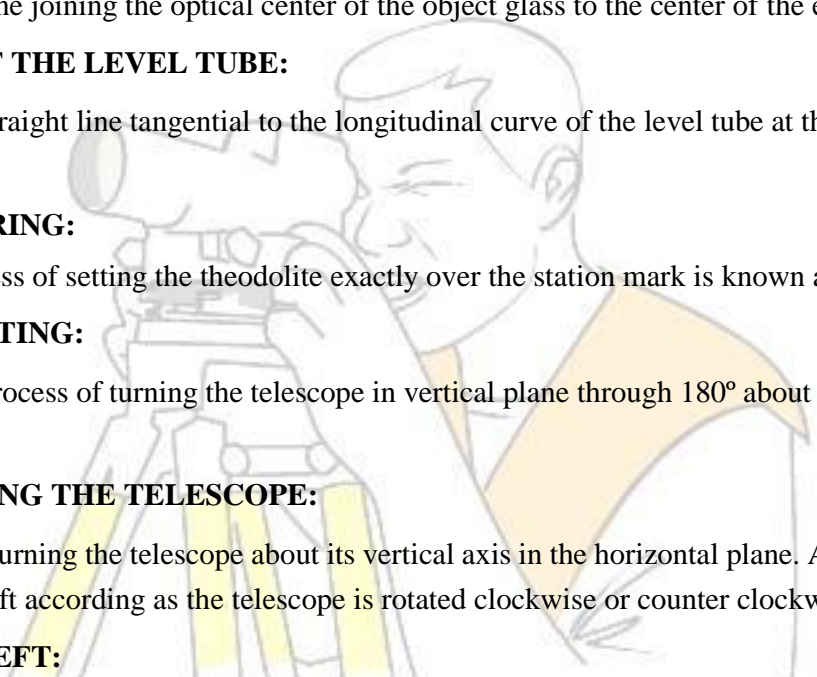 ne joining the optical center of the object glass to the center of the e
THE LEVEL TUBE:
raight line tangential to the longitudinal curve of the level tube at th
RING:
ess of setting the theodolite exactly over the station mark is known a
TING:
rocess of turning the telescope in vertical plane through 180º about
NG THE TELESCOPE:
urning the telescope about its vertical axis in the horizontal plane. A
ft according as the telescope is rotated clockwise or counter clockw
EFT: